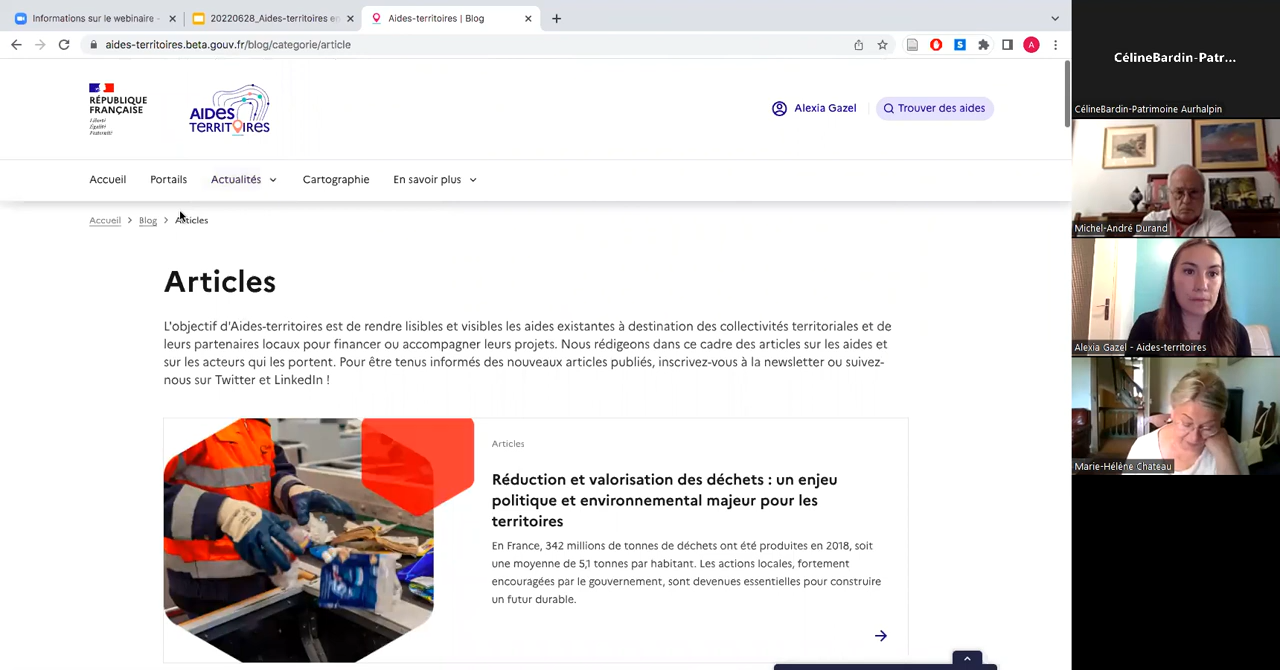 Informations sur le webinaire -
20220628_Aides-territoires en
Aides-territoires | Blog
aides-territoires.beta.gouv.fr/blog/categorie/article
S
A
RÉPUBLIQUE
FRANÇAISE
Liberté
Égalité
Fraternité
AIDES
TERRITOIRES
Alexia Gazel
Trouver des aides
Accueil
Portails
Actualités
Cartographie
En savoir plus
Accueil > Blog > Articles
Articles
L'objectif d'Aides-territoires est de rendre lisibles et visibles les aides existantes à destination des collectivités territoriales et de
leurs partenaires locaux pour financer ou accompagner leurs projets. Nous rédigeons dans ce cadre des articles sur les aides et
sur les acteurs qui les portent. Pour être tenus informés des nouveaux articles publiés, inscrivez-vous à la newsletter ou suivez-
nous sur Twitter et LinkedIn !
Articles
Réduction et valorisation des déchets : un enjeu
politique et environnemental majeur pour les
territoires
En France, 342 millions de tonnes de déchets ont été produites en 2018, soit
une moyenne de 5,1 tonnes par habitant. Les actions locales, fortement
encouragées par le gouvernement, sont devenues essentielles pour construire
un futur durable.
CélineBardin-Patr...
CélineBardin-Patrimoine Aurhalpin
Michel-André Durand
Alexia Gazel - Aides-territoires
Marie-Hélène Chateau